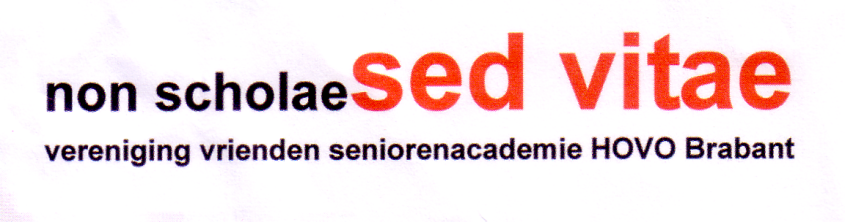 non scholae sed vitae
vereniging vrienden seniorenacademie HOVO Brabant